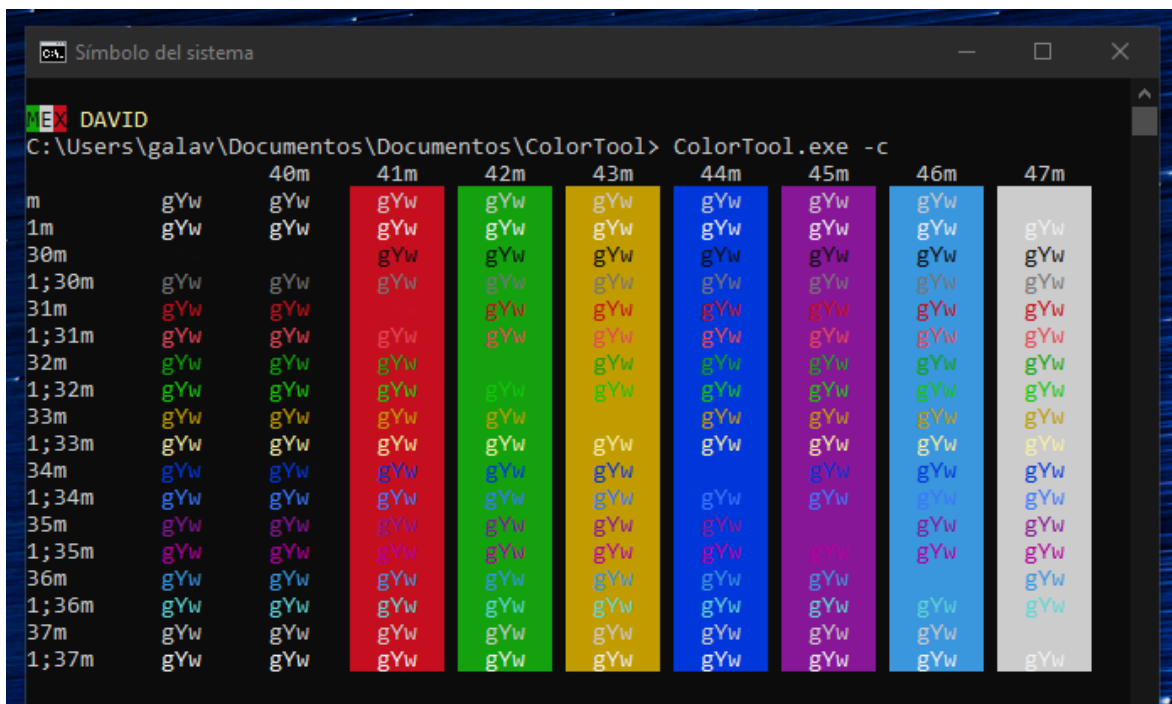 Símbolo del sistema
MEX DAVID
C:\Users\galav\Documentos\Documentos\ColorTool> ColorTool.exe -c
40m 41m 42m 43m 44m 45m 46m 47m
m gYw gYw gYw gYw gYw gYw gYw gYw
1m gYw gYw gYw gYw gYw gYw gYw gYw gYw
30m gYw gYw gYw gYw gYw gYw gYw
1;30m gYw gYw gYw gYw gYw gYw gYw gYw gYw
31m gYw gYw gYw gYw gYw gYw gYw gYw
1;31m gYw gYw gYw gYw gYw gYw gYw gYw gYw
32m gYw gYw gYw gYw gYw gYw gYw gYw
1;32m gYw gYw gYw gYw gYw gYw gYw gYw gYw
33m gYw gYw gYw gYw gYw gYw gYw gYw
1;33m gYw gYw gYw gYw gYw gYw gYw gYw gYw
34m gYw gYw gYw gYw gYw gYw gYw gYw
1;34m gYw gYw gYw gYw gYw gYw gYw gYw gYw
35m gYw gYw gYw gYw gYw gYw gYw gYw
1;35m gYw gYw gYw gYw gYw gYw gYw gYw gYw
36m gYw gYw gYw gYw gYw gYw gYw gYw
1;36m gYw gYw gYw gYw gYw gYw gYw gYw gYw
37m gYw gYw gYw gYw gYw gYw gYw gYw
1;37m gYw gYw gYw gYw gYw gYw gYw gYw gYw